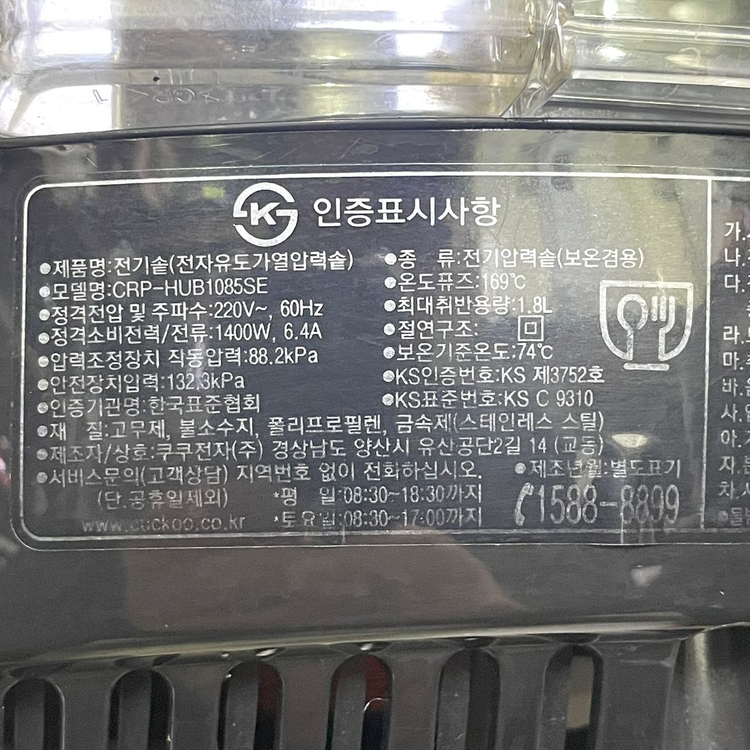 K 인증표시사항
●제품명:전기솥(전자유도가열압력솥)
●모델명:CRP-HUB1085SE
●정격전압 및 주파수:220V~, 60Hz
●정격소비전력/전류:1400W, 6.4A
●압력조정장치 작동압력:88.2kPa
●안전장치압력:132.3kPa
●인증기관명:한국표준협회
●종 류:전기압력솥(보온겸용)
●온도퓨즈:169℃
●최대취반용량:1.8L
●절연구조:
●보온기준온도:74℃
●KS인증번호:KS 제3752호
●KS표준번호:KS C 9310
●재 질:고무제, 불소수지, 폴리프로필렌, 금속제(스테인레스 스틸)
●제조자/상호:쿠쿠전자(주) 경상남도 양산시 유산공단2길 14 (교동)
●서비스문의(고객상담) 지역번호 없이 전화하십시오.
●제조년월:별도표기
(단.공휴일제외) *평 일:08:30~18:30까지
www.cuckoo.co.kr *토요일:08:30~17:00까지
1588-8899
가.
나.
다.
라.
마.
바.
사.
아.
자.
차.